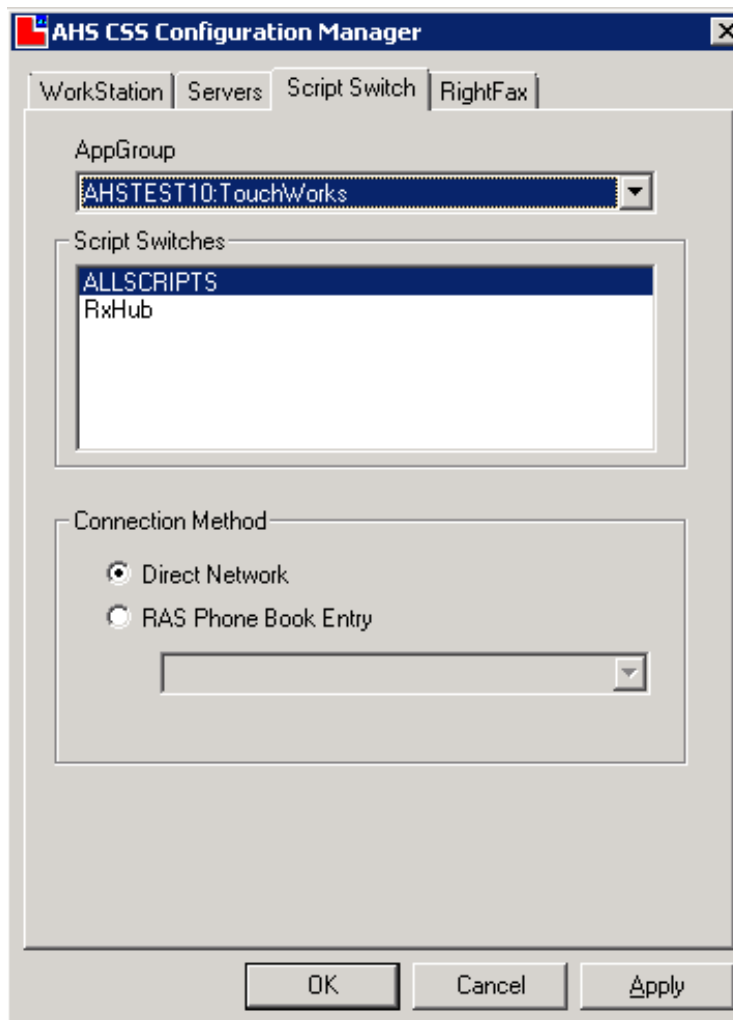 AHS CSS Configuration Manager
WorkStation Servers Script Switch RightFax
AppGroup
AHSTEST10:TouchWorks
Script Switches
ALLSCRIPTS
RxHub
Connection Method
Direct Network
RAS Phone Book Entry
OK Cancel Apply